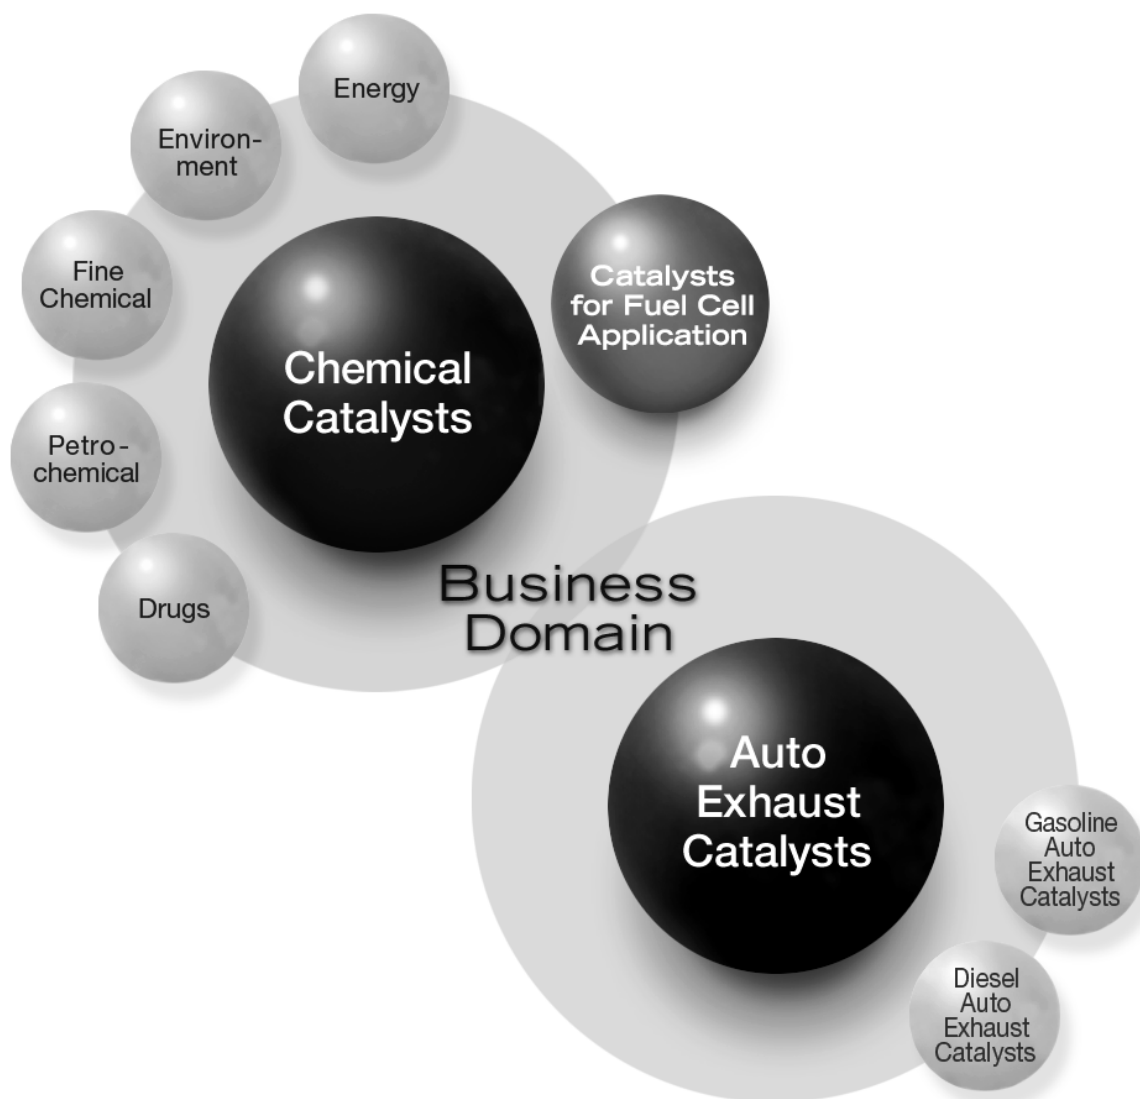 Energy
Environ-
ment
Fine
Chemical
Catalysts
for Fuel Cell
Application
Chemical
Catalysts
Petro-
chemical
Drugs
Business
Domain
Auto
Exhaust
Catalysts
Gasoline
Auto
Exhaust
Catalysts
Diesel
Auto
Exhaust
Catalysts